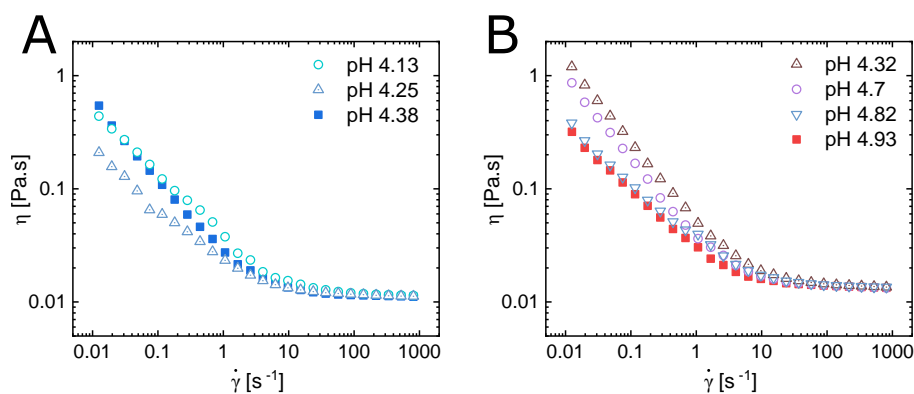 A
pH 4.13
pH 4.25
pH 4.38
1
0.1
0.01
η [Pa.s]
0.01 0.1 1 10 100 1000
γ̇ [s⁻¹]
B
pH 4.32
pH 4.7
pH 4.82
pH 4.93
1
0.1
0.01
η [Pa.s]
0.01 0.1 1 10 100 1000
γ̇ [s⁻¹]